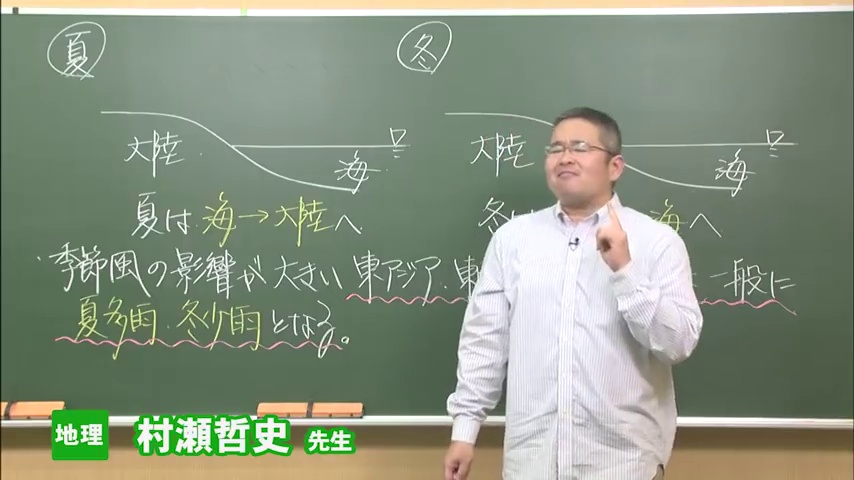 夏
冬
大陸
海
大陸
海
夏は 海→大陸へ
冬は 海へ
季節風の影響が大きい 東アジア・東 一般に
夏多雨・冬少雨となる。
地理 村瀬哲史 先生